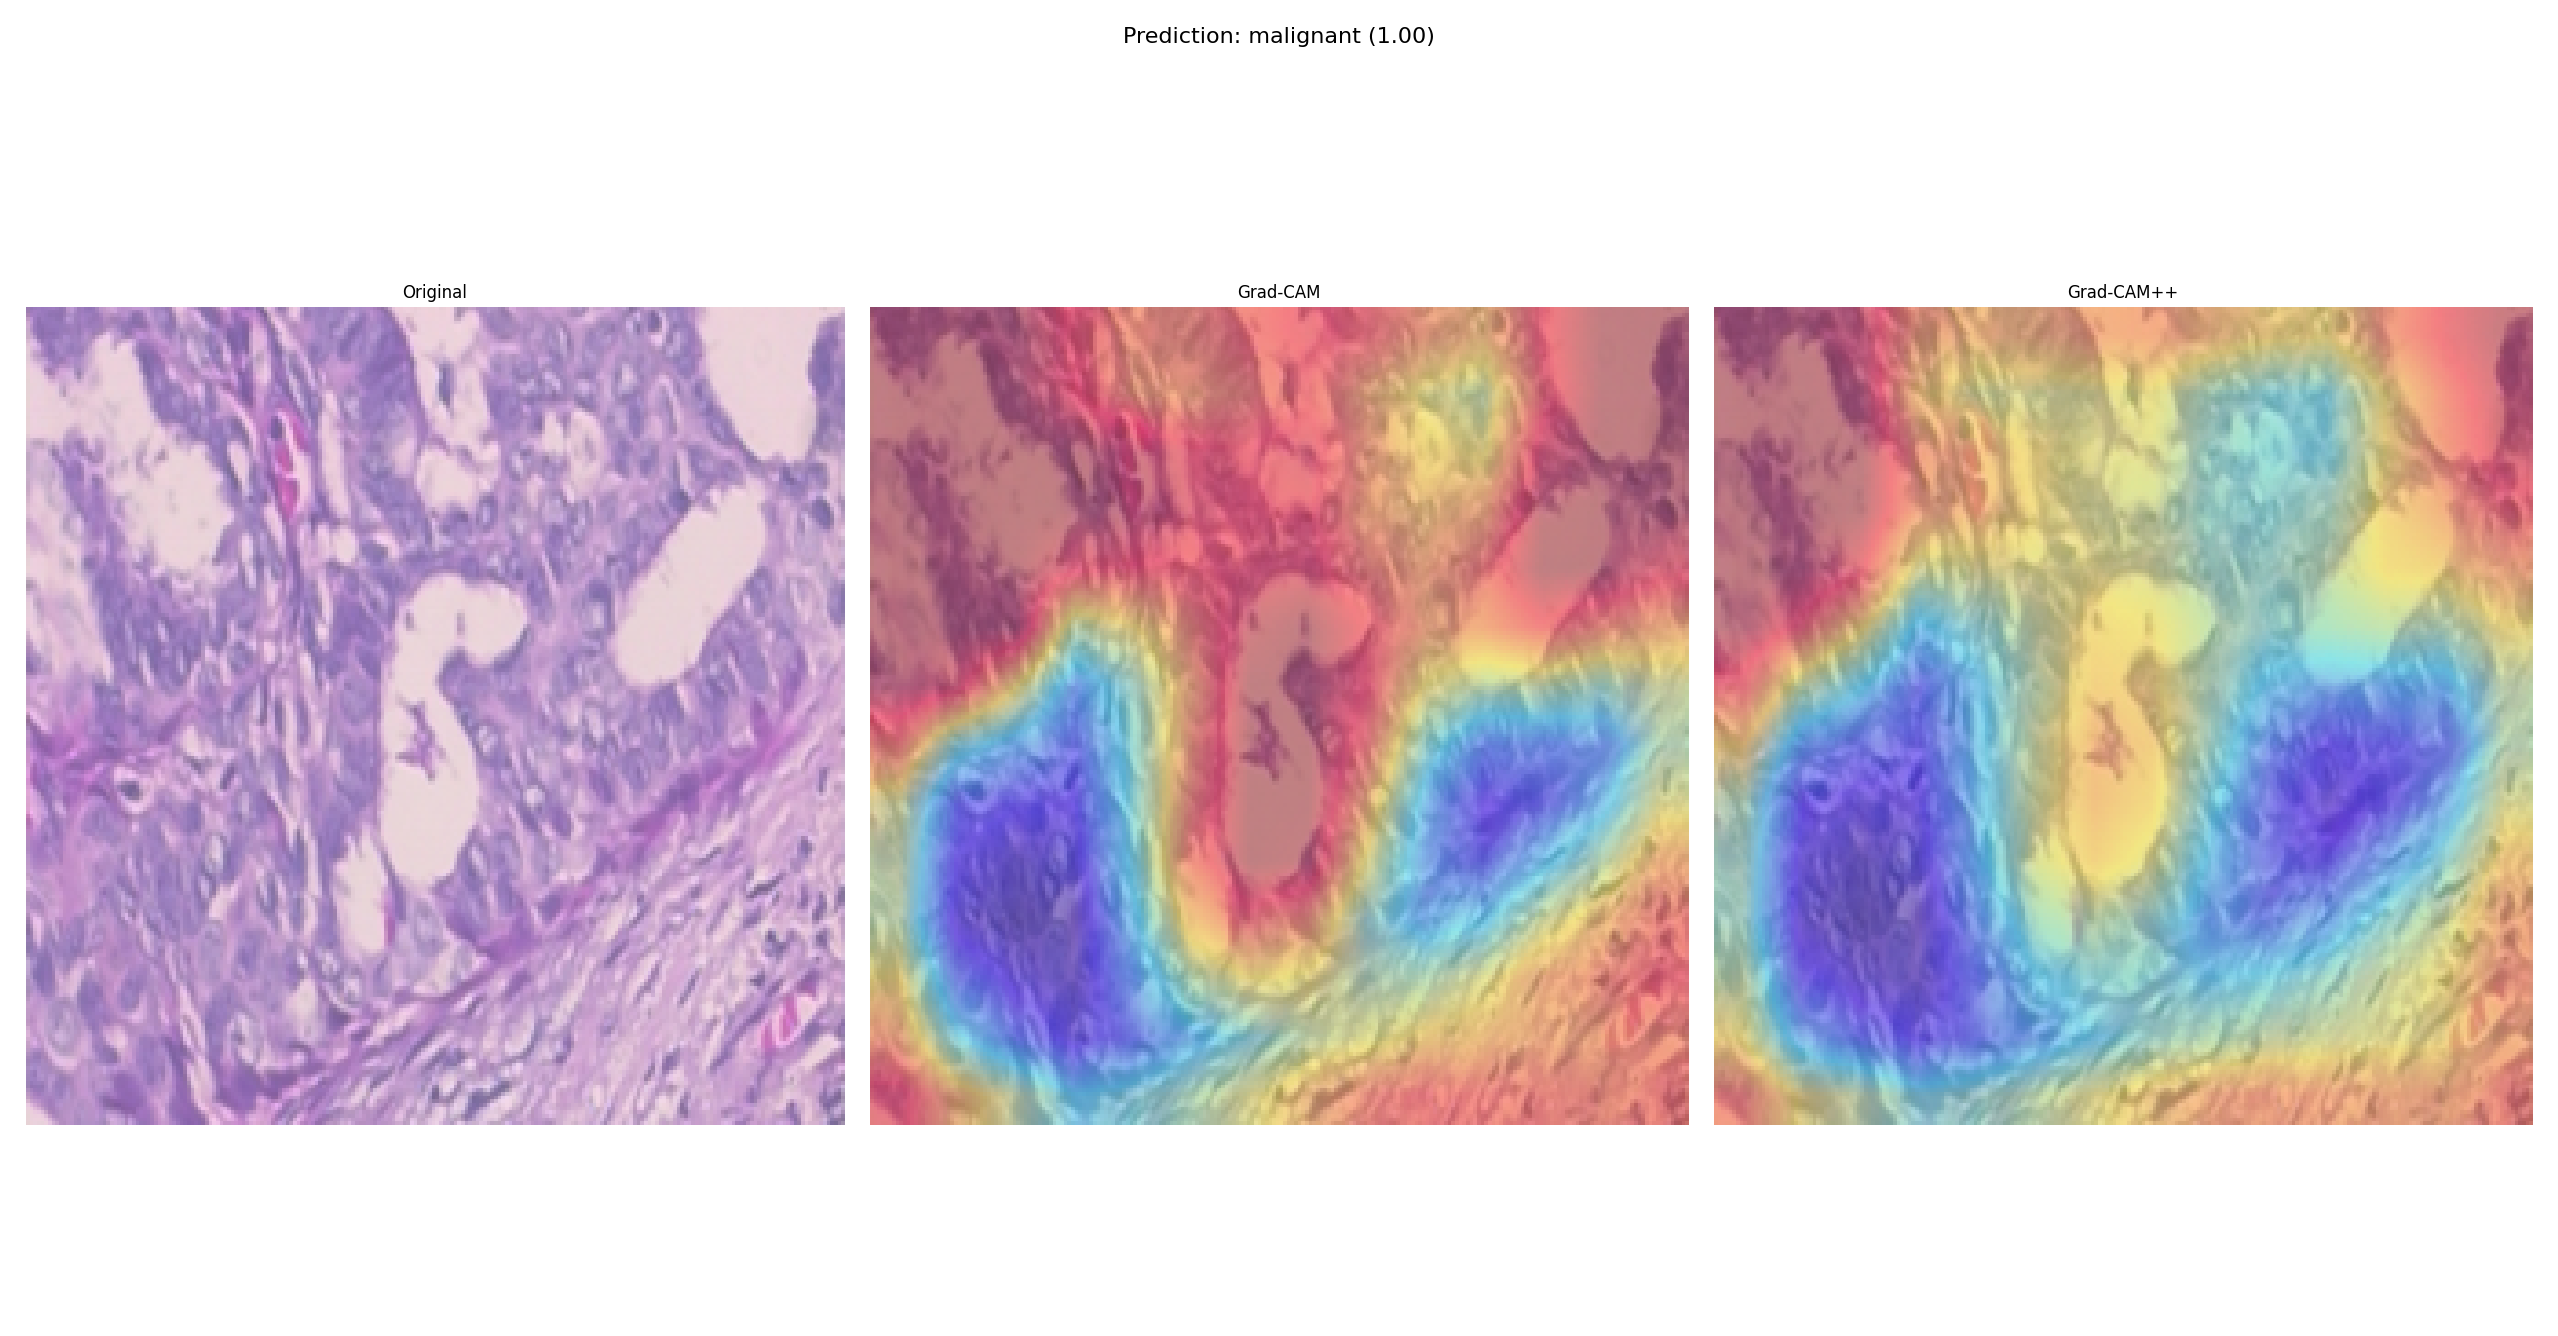 Prediction: malignant (1.00)
Original
Grad-CAM
Grad-CAM++